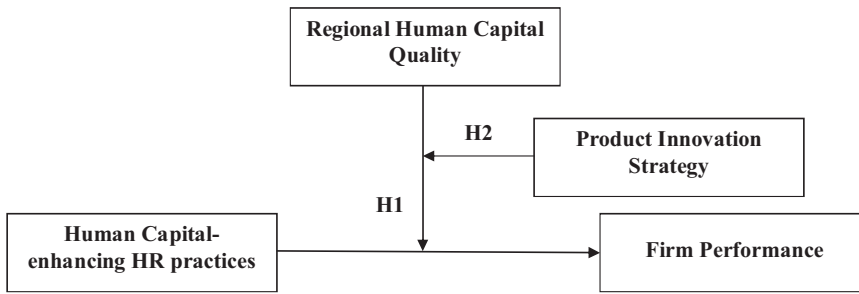 Regional Human Capital
Quality
H2
Product Innovation
Strategy
H1
Human Capital-
enhancing HR practices
Firm Performance